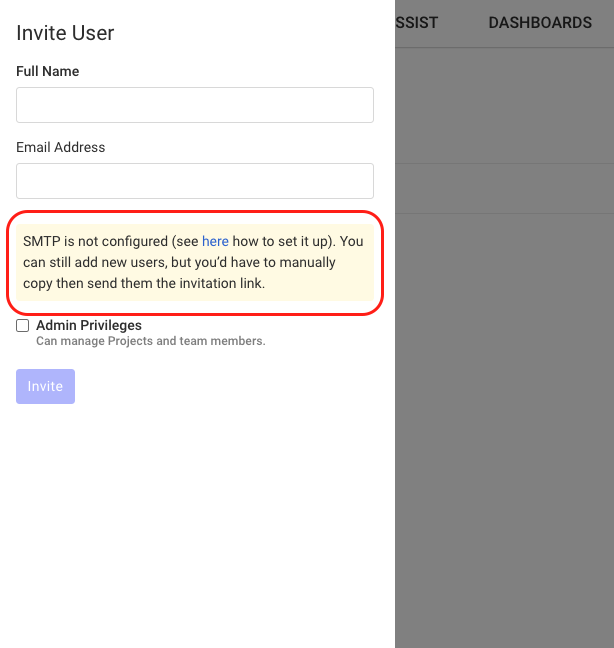 Invite User
SSIST DASHBOARDS
Full Name
Email Address
SMTP is not configured (see here how to set it up). You
can still add new users, but you’d have to manually
copy then send them the invitation link.
Admin Privileges
Can manage Projects and team members.
Invite